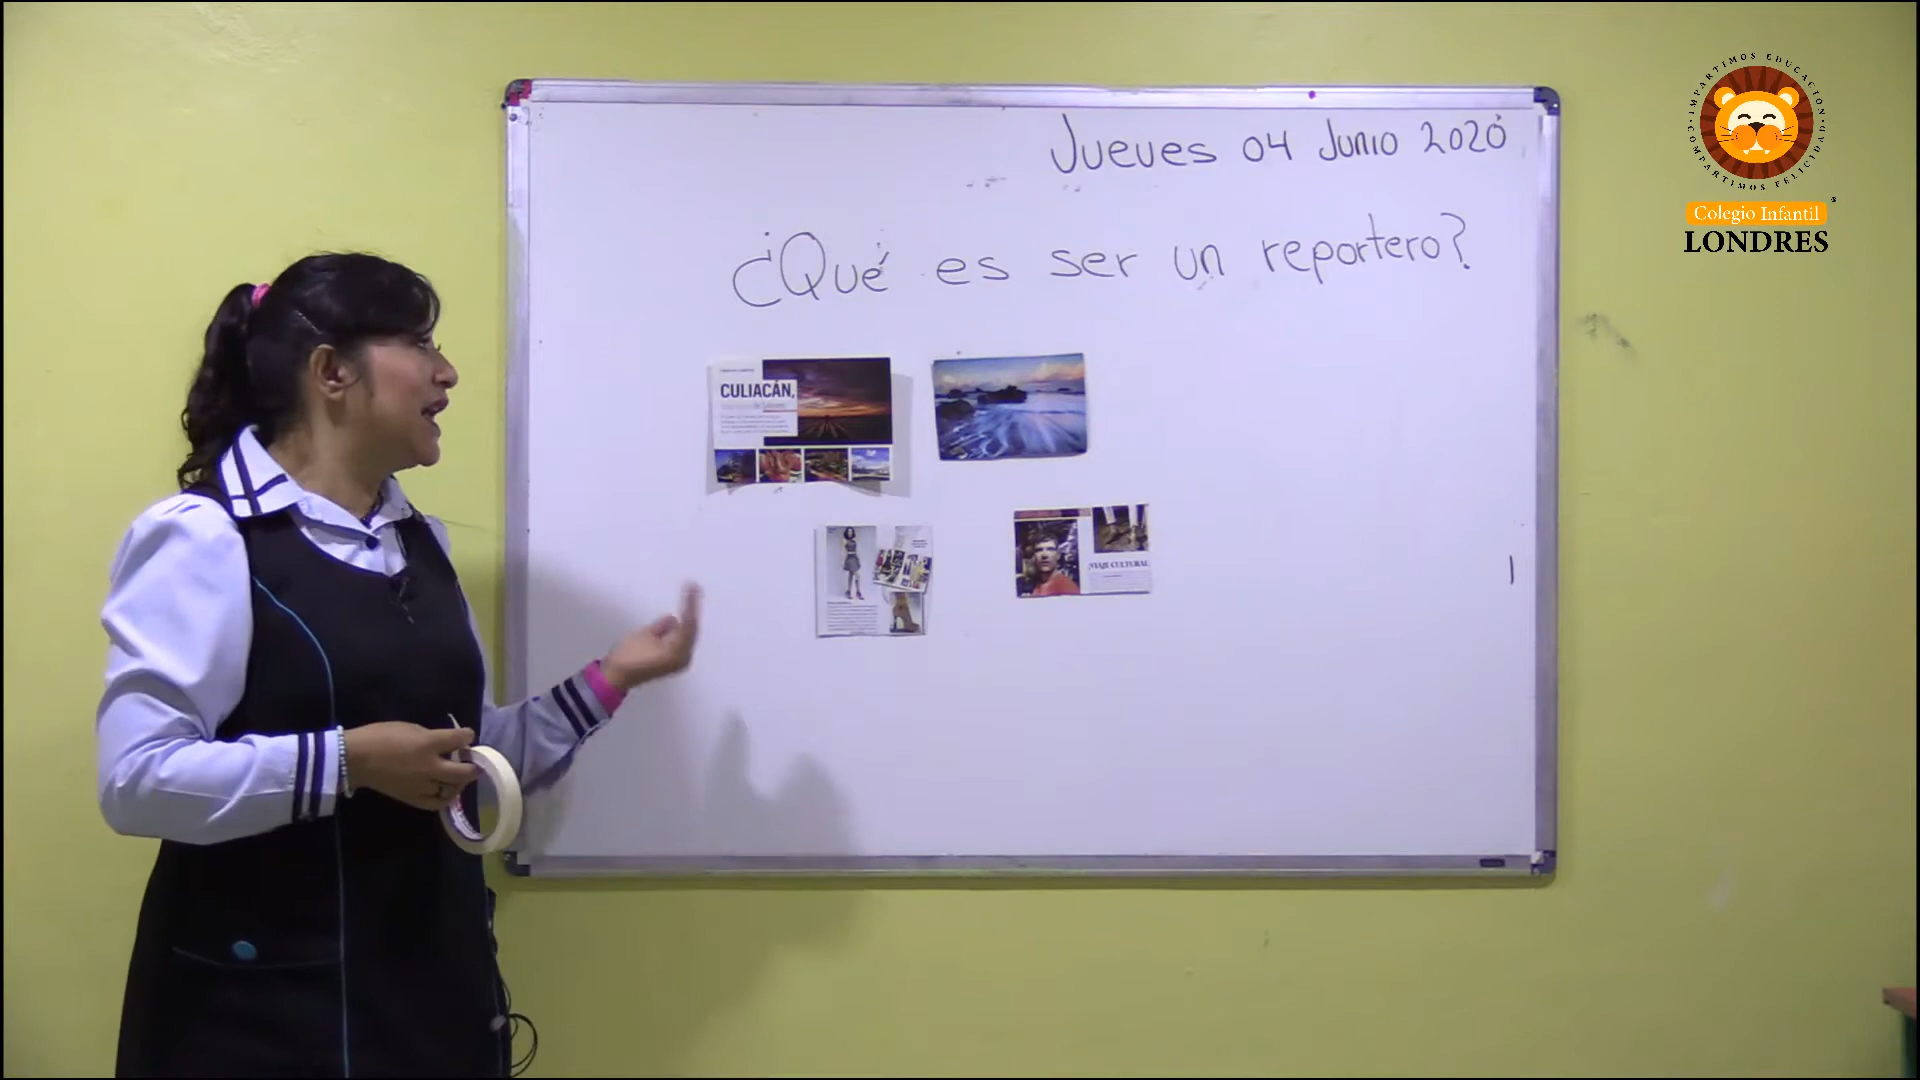 Jueves 04 Junio 2020
¿Qué es ser un reportero?
IMPARTIMOS EDUCACIÓN
COMPARTIMOS FELICIDAD
Colegio Infantil
LONDRES
CULIACÁN,
VIAJE CULTURAL